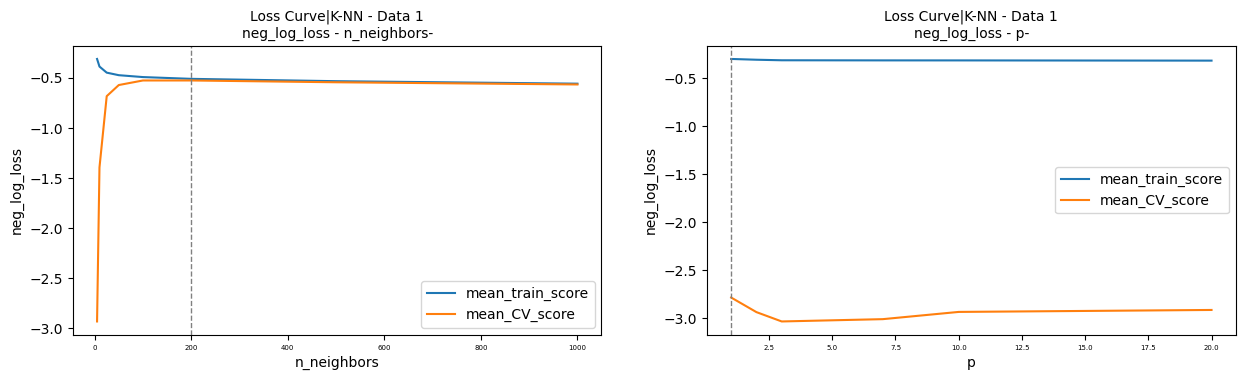 Loss Curve|K-NN - Data 1
neg_log_loss - n_neighbors-
neg_log_loss
−0.5
−1.0
−1.5
−2.0
−2.5
−3.0
mean_train_score
mean_CV_score
0 200 400 600 800 1000
n_neighbors
Loss Curve|K-NN - Data 1
neg_log_loss - p-
neg_log_loss
−0.5
−1.0
−1.5
−2.0
−2.5
−3.0
mean_train_score
mean_CV_score
2.5 5.0 7.5 10.0 12.5 15.0 17.5 20.0
p